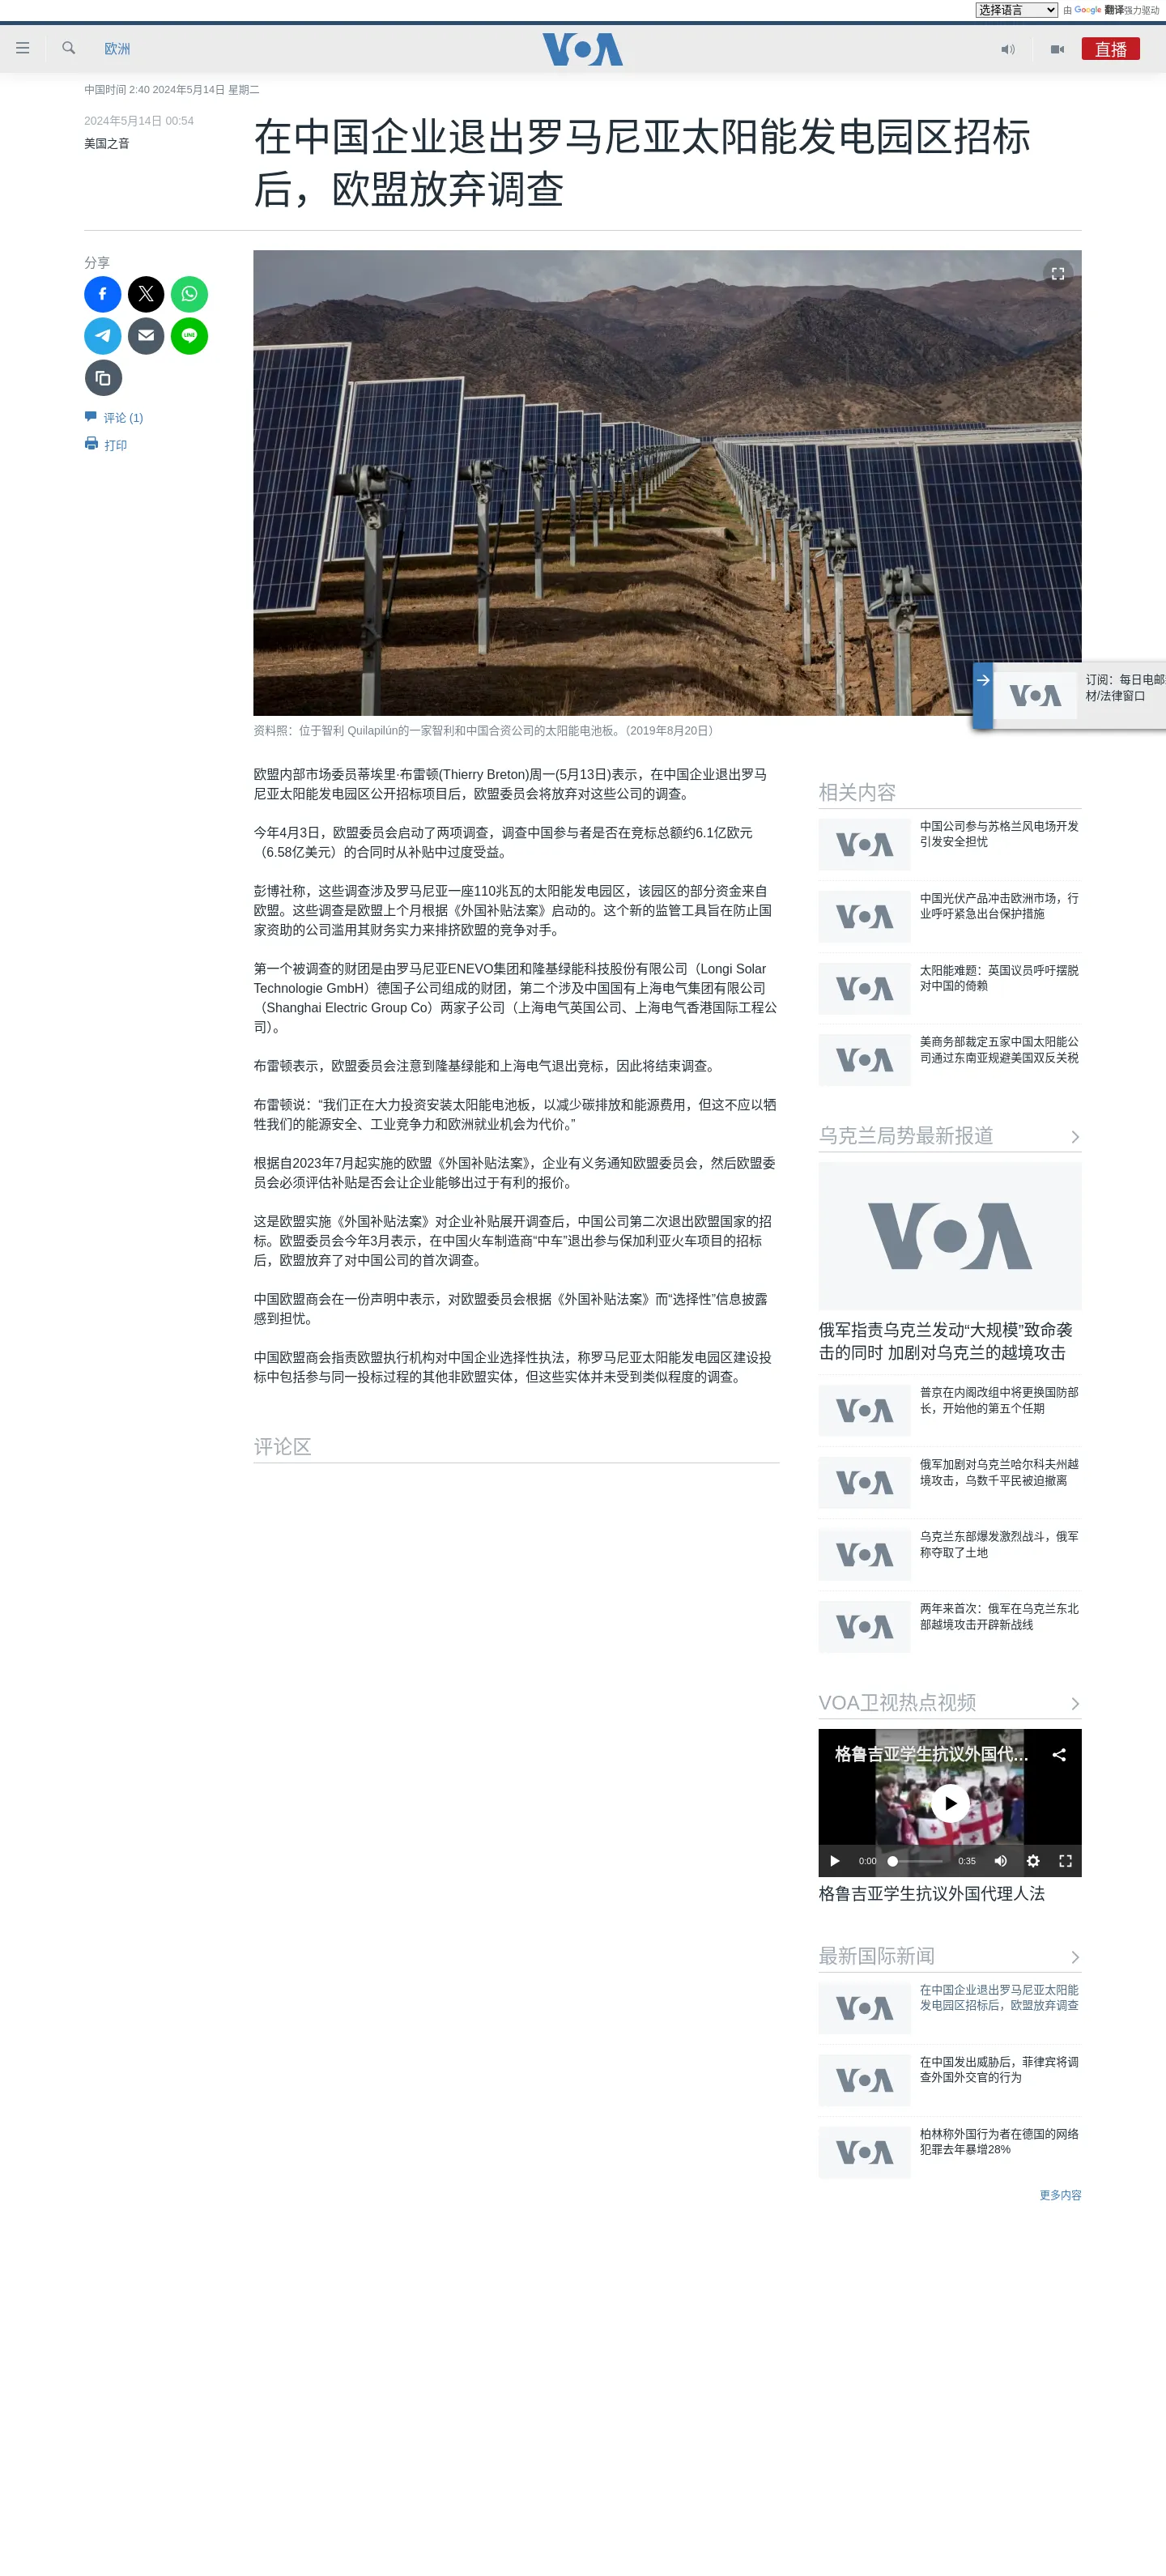 选择语言
由 Google 翻译强力驱动
欧洲
VOA
直播
中国时间 2:40 2024年5月14日 星期二
2024年5月14日 00:54
美国之音
在中国企业退出罗马尼亚太阳能发电园区招标
后，欧盟放弃调查
分享
LINE
评论 (1)
打印
资料照：位于智利 Quilapilún的一家智利和中国合资公司的太阳能电池板。（2019年8月20日）
订阅：每日电邮
材/法律窗口
VOA
欧盟内部市场委员蒂埃里·布雷顿(Thierry Breton)周一(5月13日)表示，在中国企业退出罗马
尼亚太阳能发电园区公开招标项目后，欧盟委员会将放弃对这些公司的调查。
今年4月3日，欧盟委员会启动了两项调查，调查中国参与者是否在竞标总额约6.1亿欧元
（6.58亿美元）的合同时从补贴中过度受益。
彭博社称，这些调查涉及罗马尼亚一座110兆瓦的太阳能发电园区，该园区的部分资金来自
欧盟。这些调查是欧盟上个月根据《外国补贴法案》启动的。这个新的监管工具旨在防止国
家资助的公司滥用其财务实力来排挤欧盟的竞争对手。
第一个被调查的财团是由罗马尼亚ENEVO集团和隆基绿能科技股份有限公司（Longi Solar
Technologie GmbH）德国子公司组成的财团，第二个涉及中国国有上海电气集团有限公司
（Shanghai Electric Group Co）两家子公司（上海电气英国公司、上海电气香港国际工程公
司）。
布雷顿表示，欧盟委员会注意到隆基绿能和上海电气退出竞标，因此将结束调查。
布雷顿说：“我们正在大力投资安装太阳能电池板，以减少碳排放和能源费用，但这不应以牺
牲我们的能源安全、工业竞争力和欧洲就业机会为代价。”
根据自2023年7月起实施的欧盟《外国补贴法案》，企业有义务通知欧盟委员会，然后欧盟委
员会必须评估补贴是否会让企业能够出过于有利的报价。
这是欧盟实施《外国补贴法案》对企业补贴展开调查后，中国公司第二次退出欧盟国家的招
标。欧盟委员会今年3月表示，在中国火车制造商“中车”退出参与保加利亚火车项目的招标
后，欧盟放弃了对中国公司的首次调查。
中国欧盟商会在一份声明中表示，对欧盟委员会根据《外国补贴法案》而“选择性”信息披露
感到担忧。
中国欧盟商会指责欧盟执行机构对中国企业选择性执法，称罗马尼亚太阳能发电园区建设投
标中包括参与同一投标过程的其他非欧盟实体，但这些实体并未受到类似程度的调查。
评论区
相关内容
VOA
中国公司参与苏格兰风电场开发
引发安全担忧
VOA
中国光伏产品冲击欧洲市场，行
业呼吁紧急出台保护措施
VOA
太阳能难题：英国议员呼吁摆脱
对中国的倚赖
VOA
美商务部裁定五家中国太阳能公
司通过东南亚规避美国双反关税
乌克兰局势最新报道
VOA
俄军指责乌克兰发动“大规模”致命袭
击的同时 加剧对乌克兰的越境攻击
VOA
普京在内阁改组中将更换国防部
长，开始他的第五个任期
VOA
俄军加剧对乌克兰哈尔科夫州越
境攻击，乌数千平民被迫撤离
VOA
乌克兰东部爆发激烈战斗，俄军
称夺取了土地
VOA
两年来首次：俄军在乌克兰东北
部越境攻击开辟新战线
VOA卫视热点视频
格鲁吉亚学生抗议外国代...
0:00
0:35
格鲁吉亚学生抗议外国代理人法
最新国际新闻
VOA
在中国企业退出罗马尼亚太阳能
发电园区招标后，欧盟放弃调查
VOA
在中国发出威胁后，菲律宾将调
查外国外交官的行为
VOA
柏林称外国行为者在德国的网络
犯罪去年暴增28%
更多内容